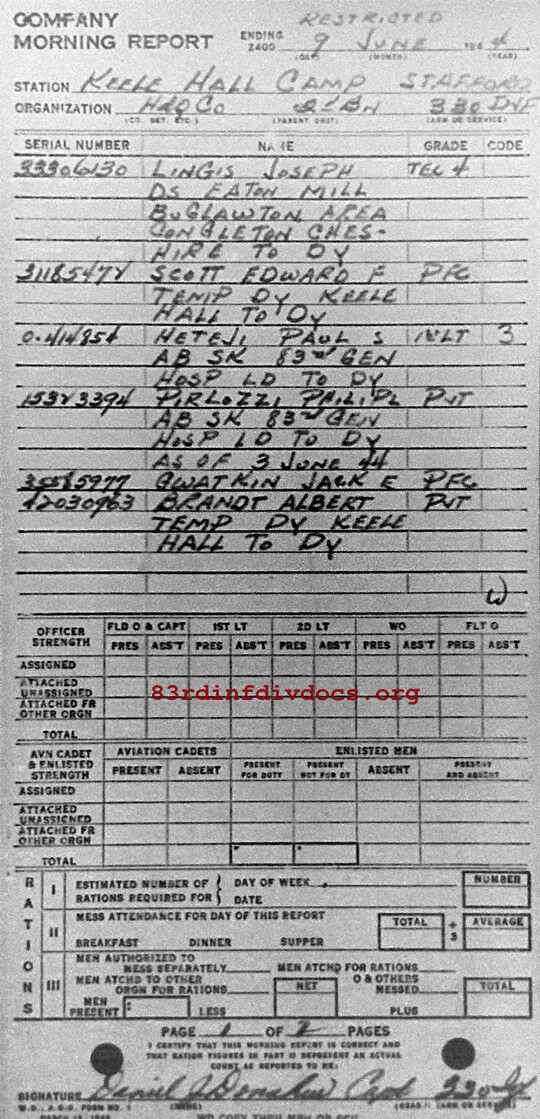 COMPANY
MORNING REPORT
RESTRICTED
ENDING 2400 9 JUNE 1944
(DAY) (MONTH) (YEAR)
STATION KEELE HALL CAMP STAFFORD
ORGANIZATION HDQ CO 2nd BN 330 INF
(CO. DET. ETC.) (PARENT UNIT) (ARM OR SERVICE)
SERIAL NUMBER NAME GRADE CODE
33306130 LINGIS JOSEPH TEC 4
DS EATON MILL
BUGLAWTON AREA
CONGLETON CHES-
HIRE TO DY
SCOTT EDWARD F PFC
TEMP DY KEELE
HALL TO DY
HETEJI PAUL S 1st LT 3
AB SK 83rd GEN
HOSP LD TO DY
15323394 PIRLOZZI PHILIP L PVT
AB SK 83rd GEN
HOSP LD TO DY
AS OF 3 JUNE 44
35585977 GWATKIN JACK E PFC
42030963 BRANDT ALBERT PVT
TEMP DY KEELE
HALL TO DY
W
OFFICER STRENGTH FLD O & CAPT 1ST LT 2D LT WO FLT O
PRES ABS'T PRES ABS'T PRES ABS'T PRES ABS'T PRES ABS'T
ASSIGNED
ATTACHED UNASSIGNED
83rdinfdivdocs.org
ATTACHED FR OTHER ORGN
TOTAL
AVN CADET & ENLISTED STRENGTH AVIATION CADETS ENLISTED MEN
PRESENT ABSENT PRESENT FOR DUTY PRESENT NOT FOR DY ABSENT PRESENT AND ABSENT
ASSIGNED
ATTACHED UNASSIGNED
ATTACHED FR OTHER ORGN
TOTAL
RATIONS
I ESTIMATED NUMBER OF RATIONS REQUIRED FOR { DAY OF WEEK DATE NUMBER
II MESS ATTENDANCE FOR DAY OF THIS REPORT TOTAL ÷ 3 AVERAGE
BREAKFAST DINNER SUPPER
III MEN AUTHORIZED TO MESS SEPARATELY MEN ATCHD FOR RATIONS
MEN ATCHD TO OTHER ORGN FOR RATIONS NET O & OTHERS MESSED TOTAL
MEN PRESENT LESS PLUS
PAGE 1 OF 2 PAGES
I CERTIFY THAT THIS MORNING REPORT IS CORRECT AND
THAT RATION FIGURES IN PART II REPRESENT AN ACTUAL
COUNT AS REPORTED TO ME:
SIGNATURE Daniel J Donahue Capt 330 Inf
W.D., A.G.O. FORM NO. 1 (NAME) (GRADE) (ARM OR SERVICE)